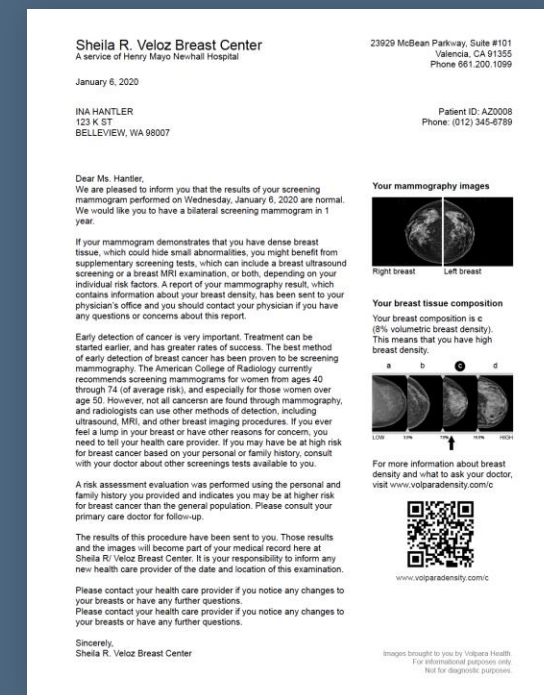 Sheila R. Veloz Breast Center
A service of Henry Mayo Newhall Hospital
23929 McBean Parkway, Suite #101
Valencia, CA 91355
Phone 661.200.1099
January 6, 2020
INA HANTLER
123 K ST
BELLEVIEW, WA 98007
Patient ID: AZ0008
Phone: (012) 345-6789
Dear Ms. Hantler,
We are pleased to inform you that the results of your screening
mammogram performed on Wednesday, January 6, 2020 are normal.
We would like you to have a bilateral screening mammogram in 1
year.
If your mammogram demonstrates that you have dense breast
tissue, which could hide small abnormalities, you might benefit from
supplementary screening tests, which can include a breast ultrasound
screening or a breast MRI examination, or both, depending on your
individual risk factors. A report of your mammography result, which
contains information about your breast density, has been sent to your
physician's office and you should contact your physician if you have
any questions or concerns about this report.
Early detection of cancer is very important. Treatment can be
started earlier, and has greater rates of success. The best method
of early detection of breast cancer has been proven to be screening
mammography. The American College of Radiology currently
recommends screening mammograms for women from ages 40
through 74 (of average risk), and especially for those women over
age 50. However, not all cancersn are found through mammography,
and radiologists can use other methods of detection, including
ultrasound, MRI, and other breast imaging procedures. If you ever
feel a lump in your breast or have other reasons for concern, you
need to tell your health care provider. If you may have be at high risk
for breast cancer based on your personal or family history, consult
with your doctor about other screenings tests available to you.
A risk assessment evaluation was performed using the personal and
family history you provided and indicates you may be at higher risk
for breast cancer than the general population. Please consult your
primary care doctor for follow-up.
The results of this procedure have been sent to you. Those results
and the images will become part of your medical record here at
Sheila R/ Veloz Breast Center. It is your responsibility to inform any
new health care provider of the date and location of this examination.
Please contact your health care provider if you notice any changes to
your breasts or have any further questions.
Please contact your health care provider if you notice any changes to
your breasts or have any further questions.
Sincerely,
Sheila R. Veloz Breast Center
Your mammography images
Right breast Left breast
Your breast tissue composition
Your breast composition is c
(8% volumetric breast density).
This means that you have high
breast density.
a b c d
LOW HIGH
For more information about breast
density and what to ask your doctor,
visit www.volparadensity.com/c
www.volparadensity.com/c
Images brought to you by Volpara Health.
For informational purposes only.
Not for diagnostic purposes.